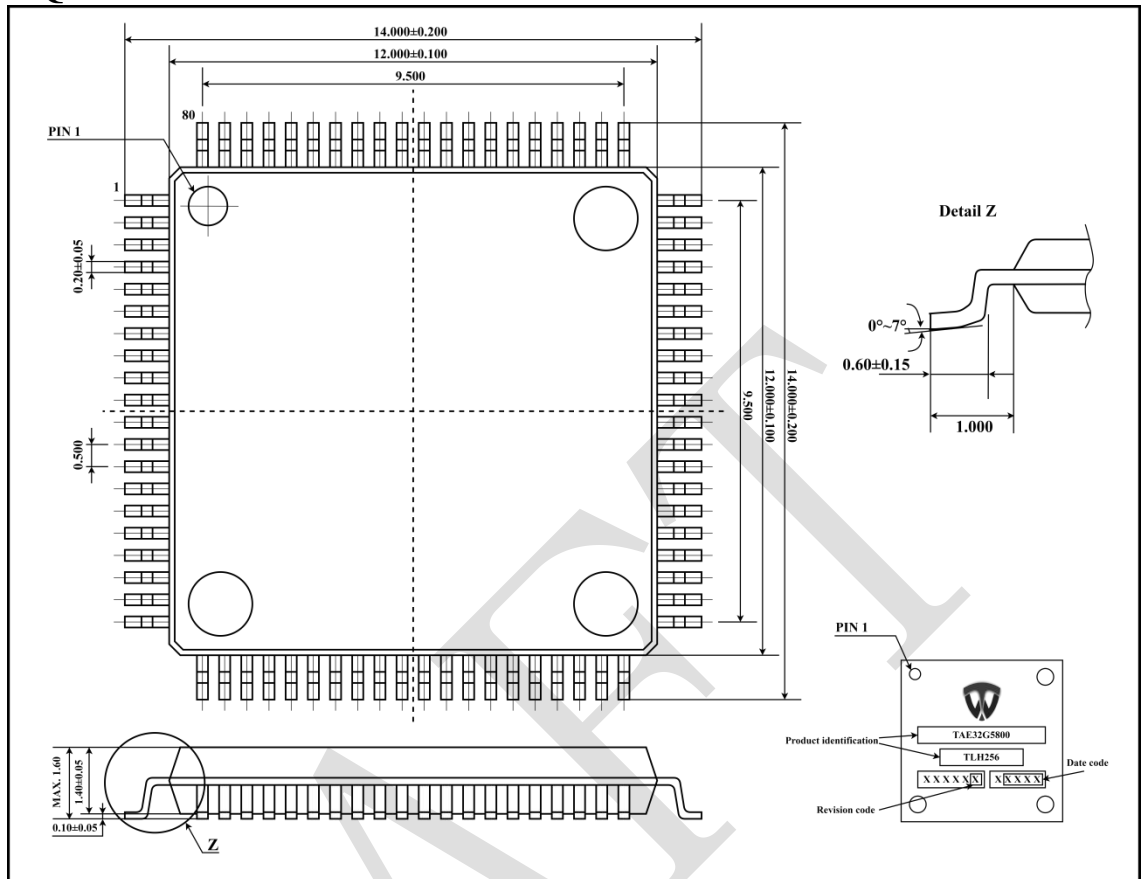 14.000±0.200
12.000±0.100
9.500
80
PIN 1
1
0.20±0.05
0.500
9.500
12.000±0.100
14.000±0.200
Detail Z
0°~7°
0.60±0.15
1.000
MAX. 1.60
1.40±0.05
0.10±0.05
Z
PIN 1
TAE32G5800
Product identification
TLH256
Date code
XXXXXX XXXXX
Revision code